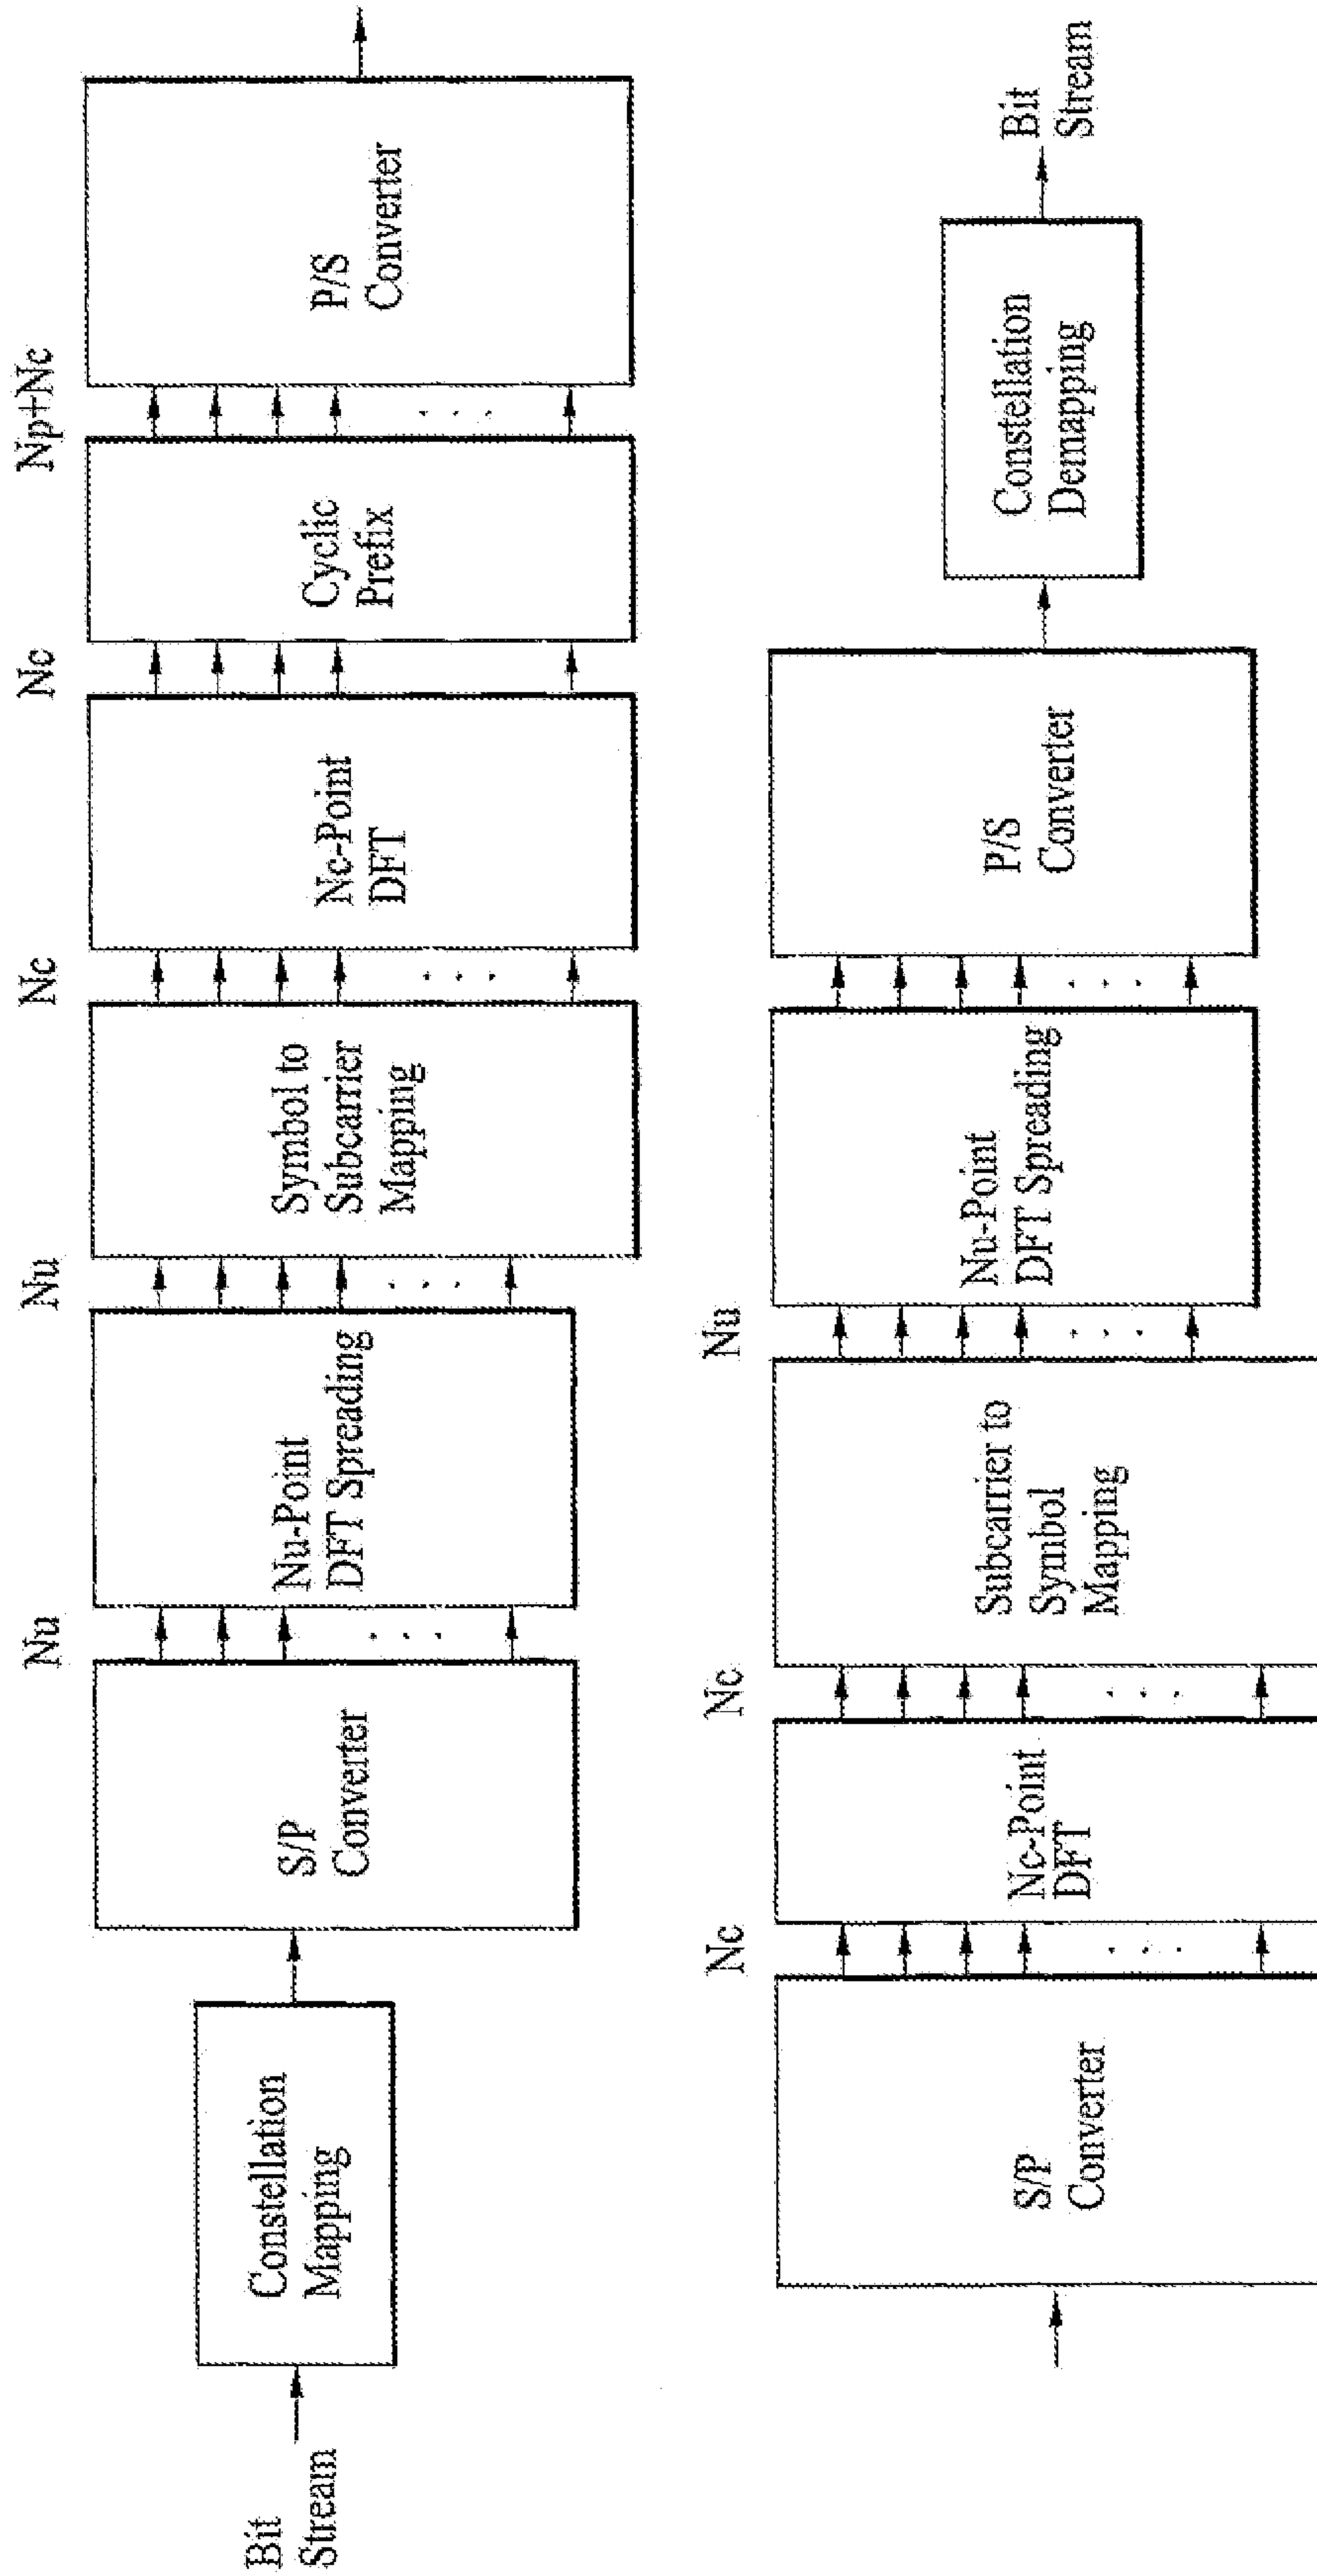 Bit
Stream
Constellation
Mapping
S/P
Converter
Nu
Nu-Point
DFT Spreading
Nu
Symbol to
Subcarrier
Mapping
Nc
Nc-Point
DFT
Nc
Cyclic
Prefix
Np+Nc
P/S
Converter
S/P
Converter
Nc
Nc-Point
DFT
Nc
Subcarrier to
Symbol
Mapping
Nu
Nu-Point
DFT Spreading
P/S
Converter
Constellation
Demapping
Bit
Stream